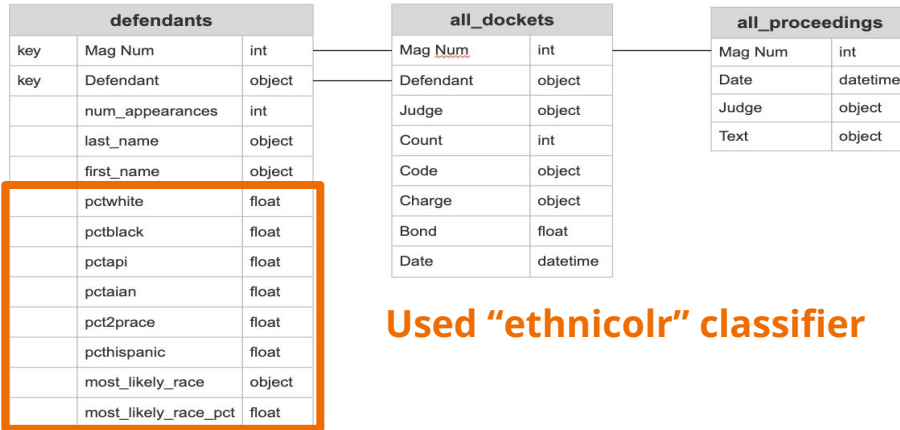 defendants
key Mag Num int
key Defendant object
num_appearances int
last_name object
first_name object
pctwhite float
pctblack float
pctapi float
pctaian float
pct2prace float
pcthispanic float
most_likely_race object
most_likely_race_pct float
all_dockets
Mag Num int
Defendant object
Judge object
Count int
Code object
Charge object
Bond float
Date datetime
all_proceedings
Mag Num int
Date datetime
Judge object
Text object
Used “ethnicolr” classifier